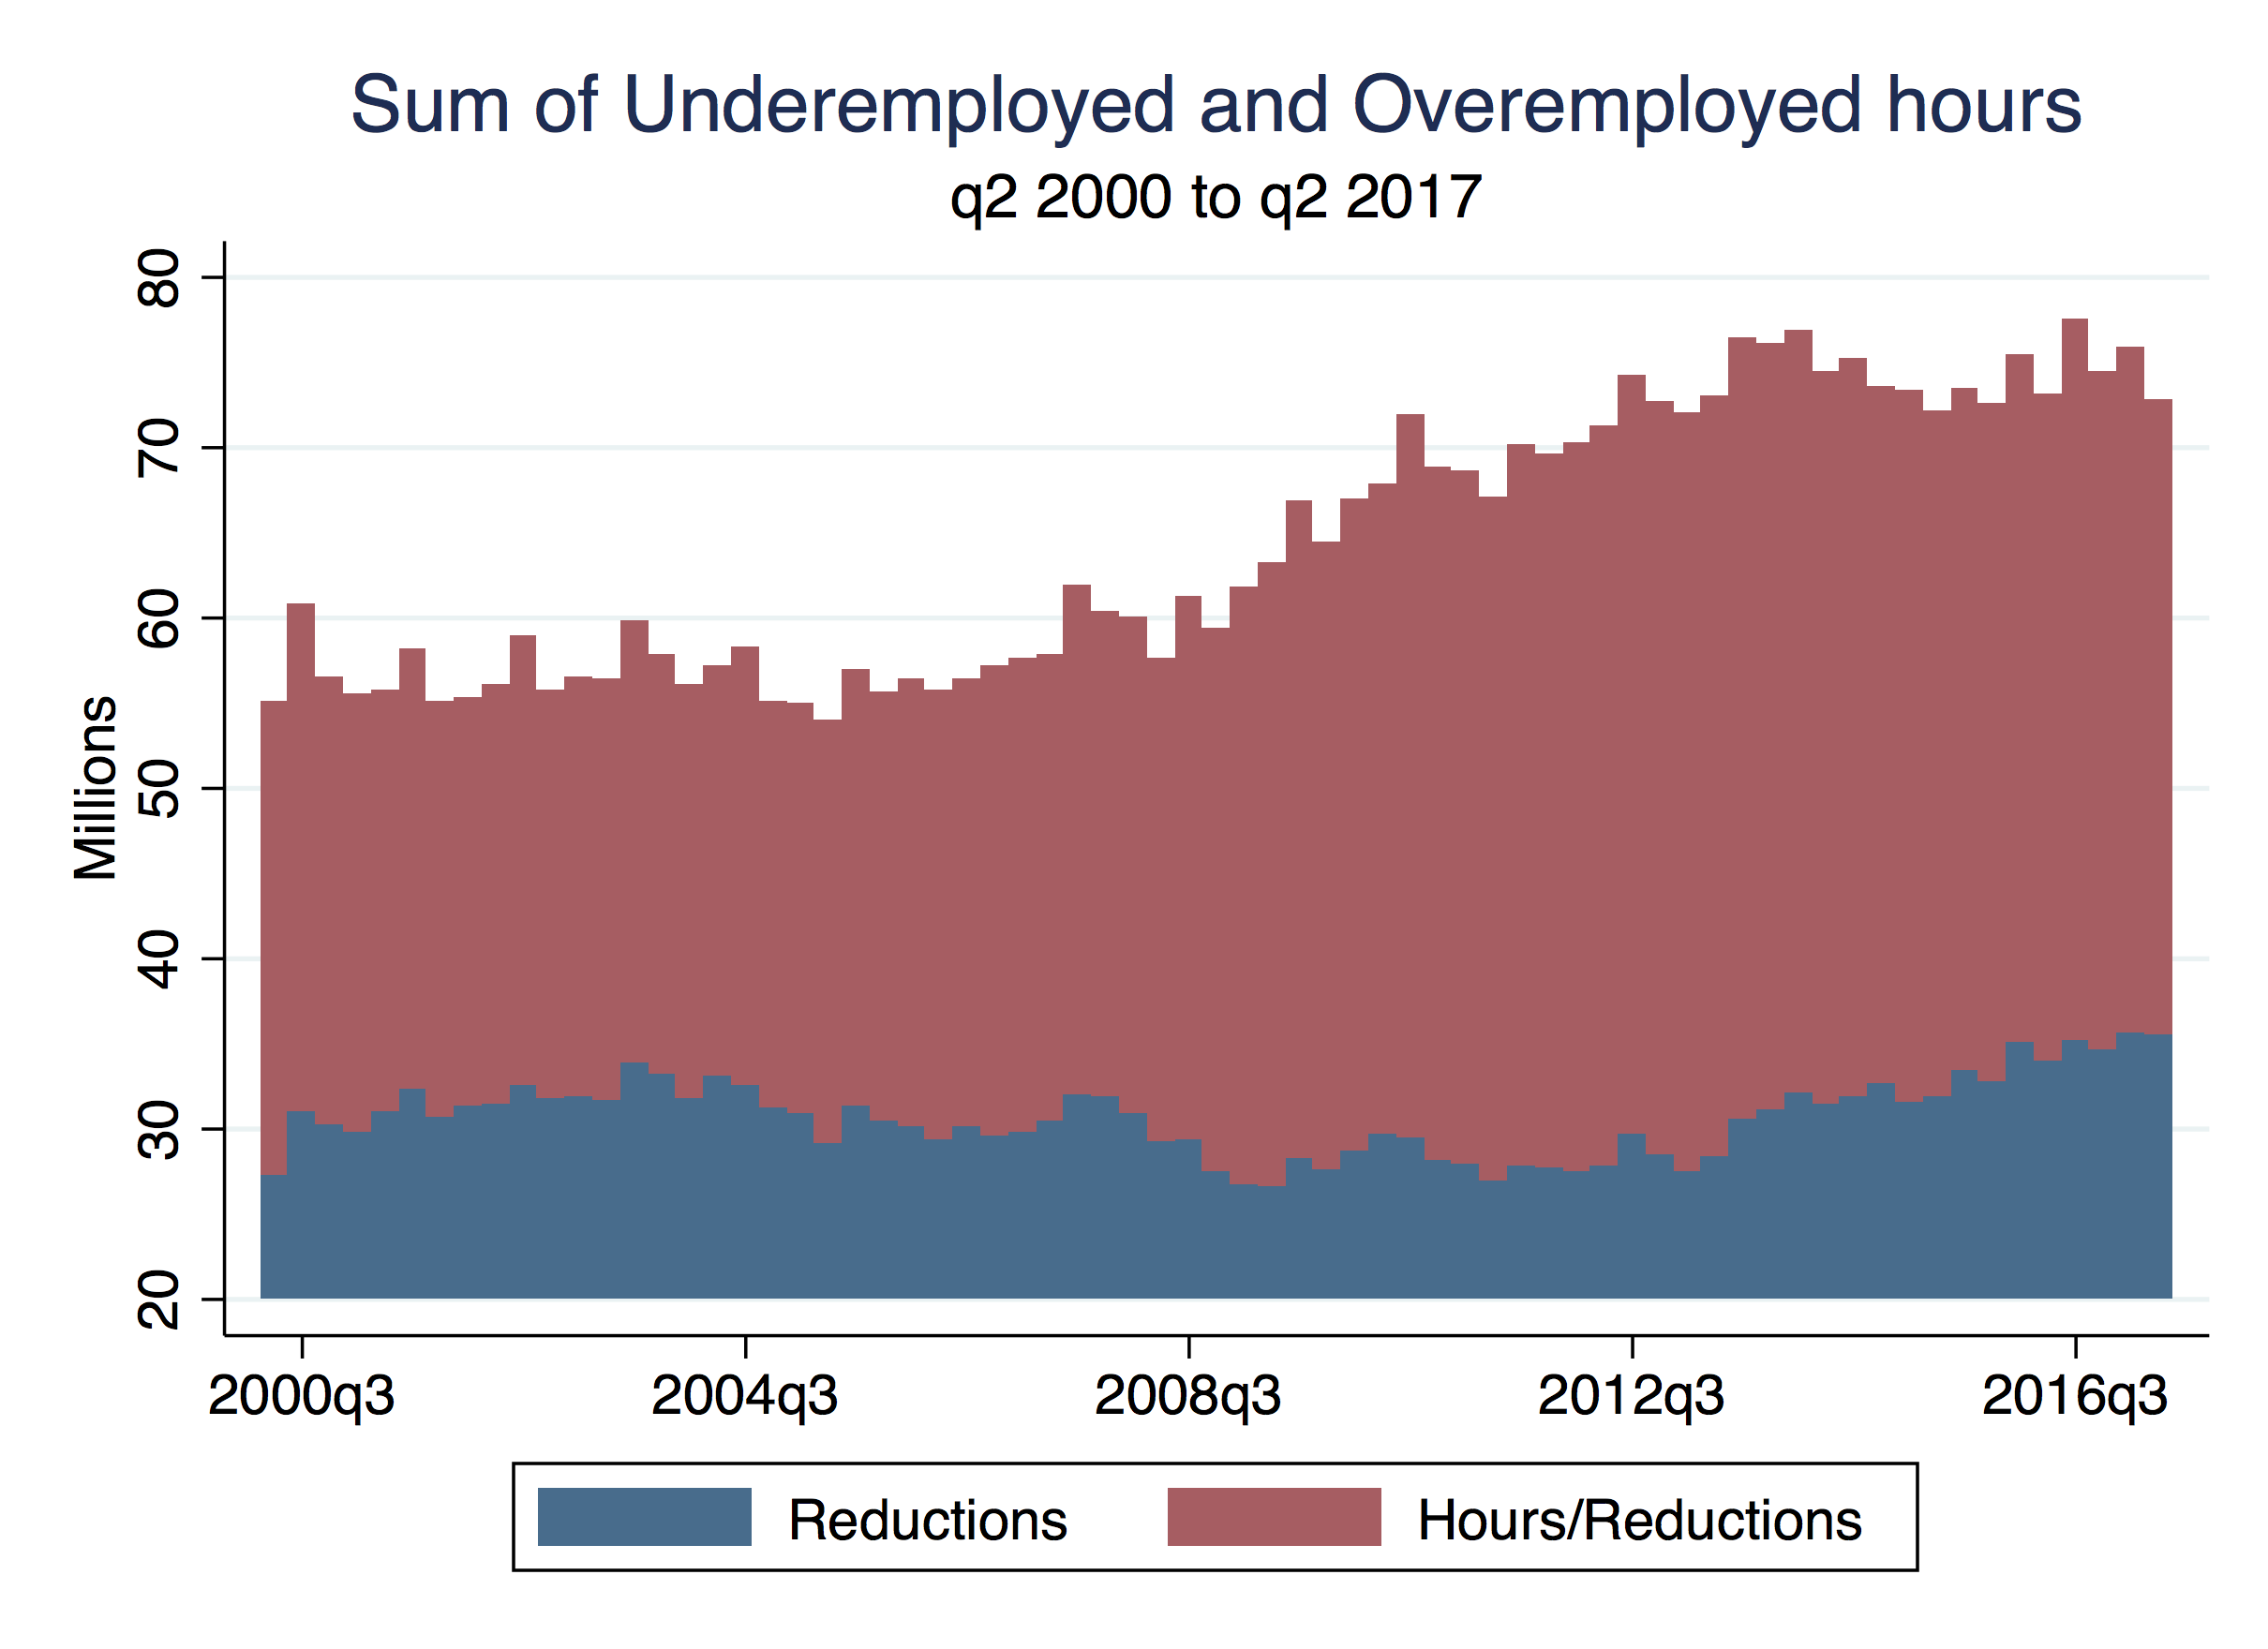 Sum of Underemployed and Overemployed hours
q2 2000 to q2 2017
Millions
80
70
60
50
40
30
20
2000q3 2004q3 2008q3 2012q3 2016q3
Reductions Hours/Reductions